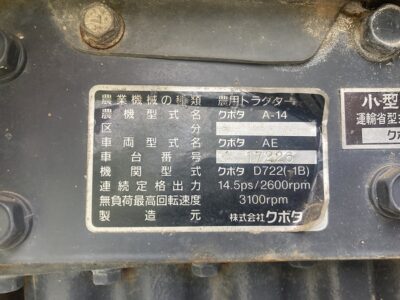 農業機械の種類 農用トラクター
農機型式名 クボタ A-14
区分
車両型式名 クボタ AE
車台番号 17226
機関型式 クボタ D722(-1B)
連続定格出力 14.5ps/2600rpm
無負荷最高回転速度 3100rpm
製造元 株式会社クボタ
小型
運輸省型式
クボ